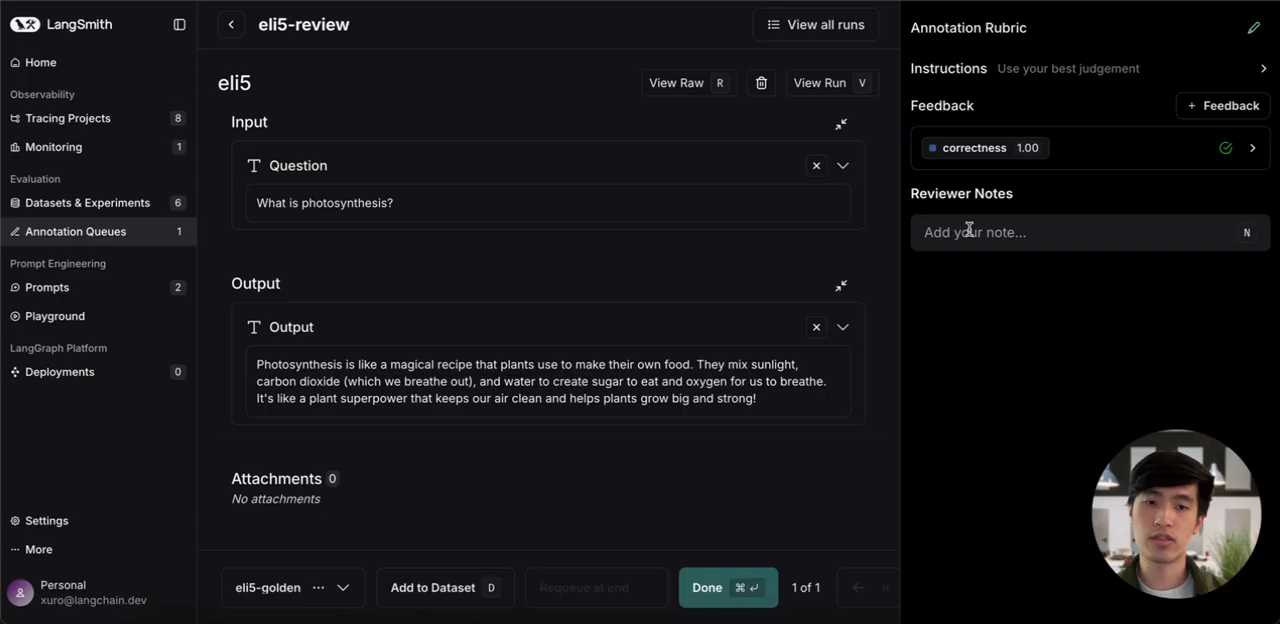 LangSmith
Home
Observability
Tracing Projects 8
Monitoring 1
Evaluation
Datasets & Experiments 6
Annotation Queues 1
Prompt Engineering
Prompts 2
Playground
LangGraph Platform
Deployments 0
Settings
More
Personal
xuro@langchain.dev
eli5-review
View all runs
eli5
View Raw R
View Run V
Input
Question
What is photosynthesis?
Output
Output
Photosynthesis is like a magical recipe that plants use to make their own food. They mix sunlight,
carbon dioxide (which we breathe out), and water to create sugar to eat and oxygen for us to breathe.
It's like a plant superpower that keeps our air clean and helps plants grow big and strong!
Attachments 0
No attachments
eli5-golden ...
Add to Dataset D
Requeue at end
Done ⌘ ↵
1 of 1
← H
Annotation Rubric
Instructions Use your best judgement
Feedback
+ Feedback
correctness 1.00
Reviewer Notes
Add your note... N